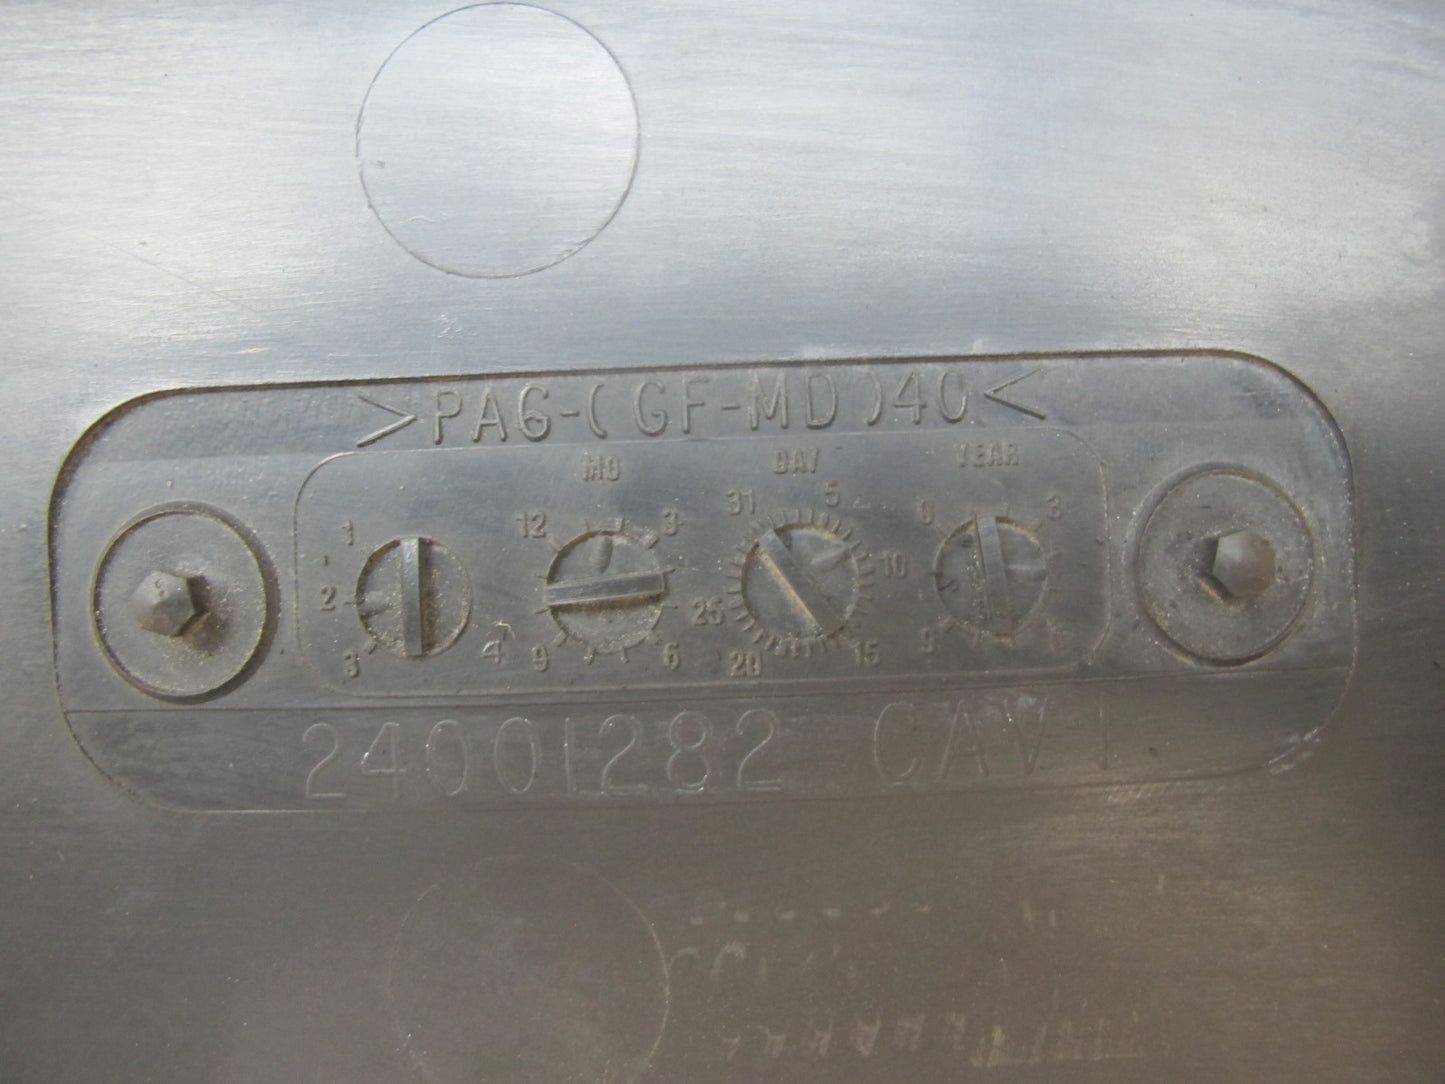 >PA6-(GF-MD)40<
MO DAY YEAR
1 12 3 31 5 0 3
2 25 10
3 4 9 6 20 15 9 6
24001282 CAV 1